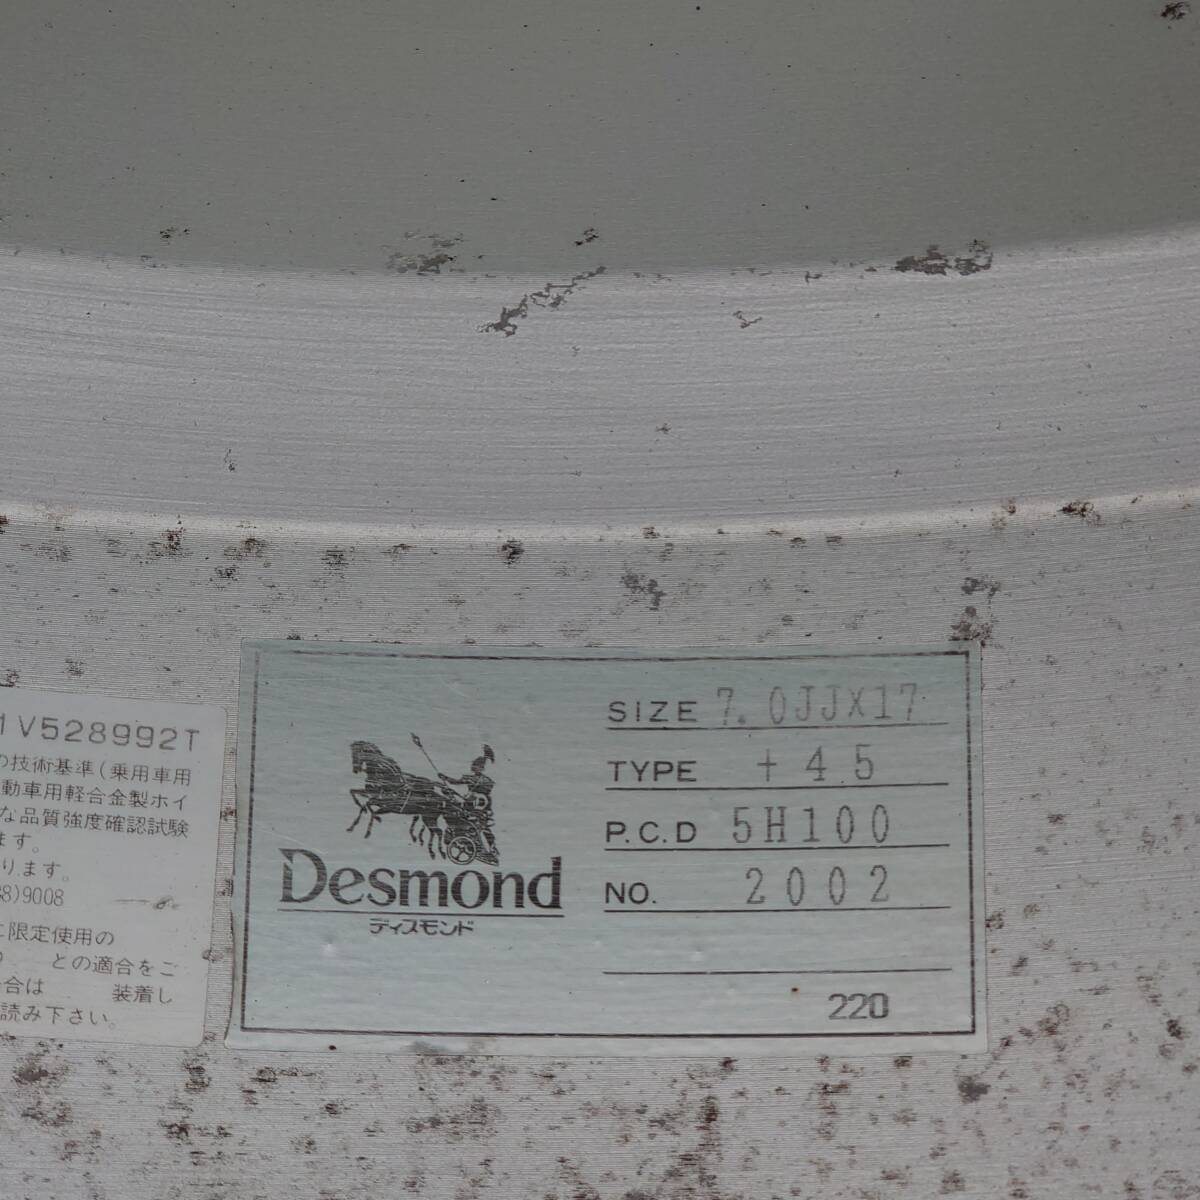 1V528992T
の技術基準(乗用車用
動車用軽合金製ホイ
な品質強度確認試験
ます。
ります。
8)9008
限定使用の
との適合をご
合は 装着し
読み下さい。
Desmond
ディスモンド
SIZE 7.0JJX17
TYPE +45
P.C.D 5H100
NO. 2002
220